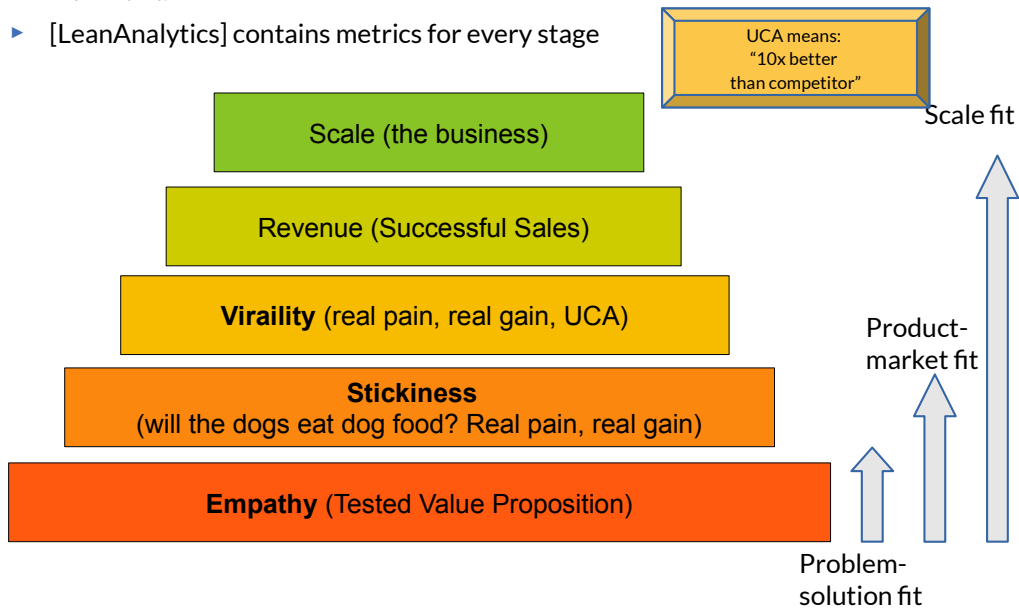 ► [LeanAnalytics] contains metrics for every stage
UCA means:
“10x better
than competitor”
Scale fit
Scale (the business)
Revenue (Successful Sales)
Viraility (real pain, real gain, UCA)
Product-
market fit
Stickiness
(will the dogs eat dog food? Real pain, real gain)
Empathy (Tested Value Proposition)
Problem-
solution fit